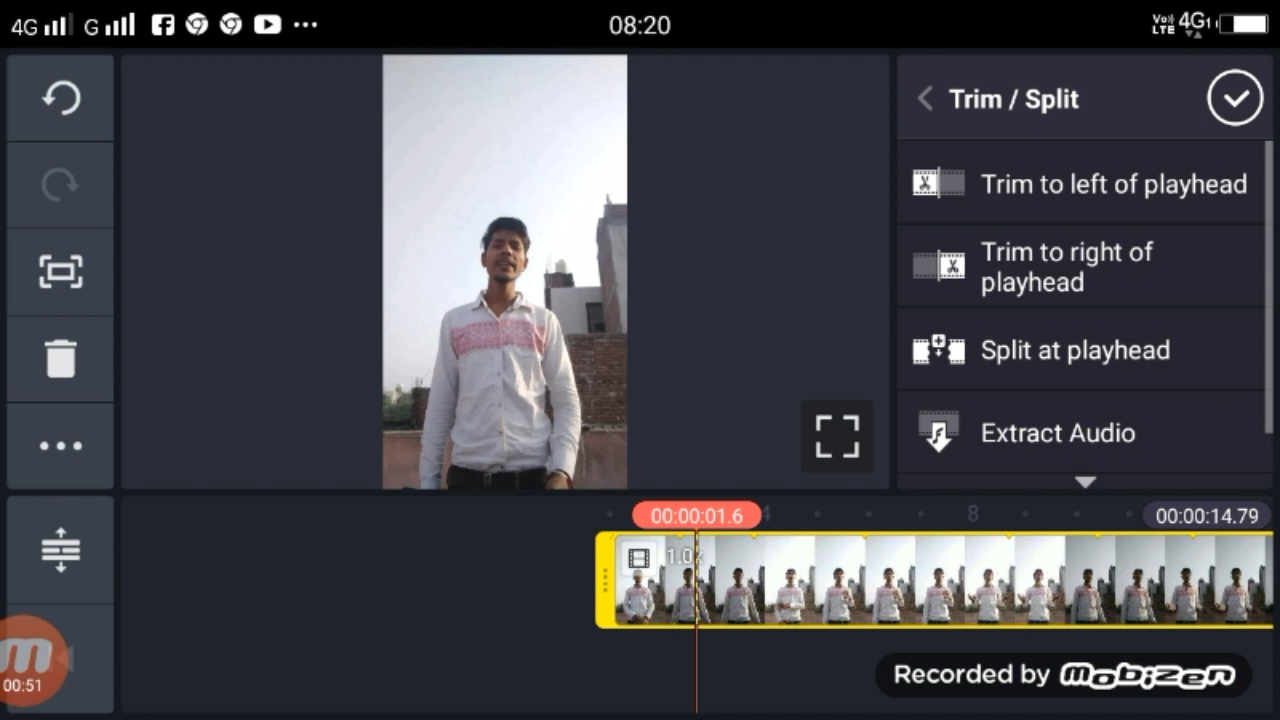 4G G 08:20 Vo) LTE 4G
Trim / Split
Trim to left of playhead
Trim to right of
playhead
Split at playhead
Extract Audio
00:00:01.6 4 8 00:00:14.79
1.0x
m
00:51
Recorded by mobizen